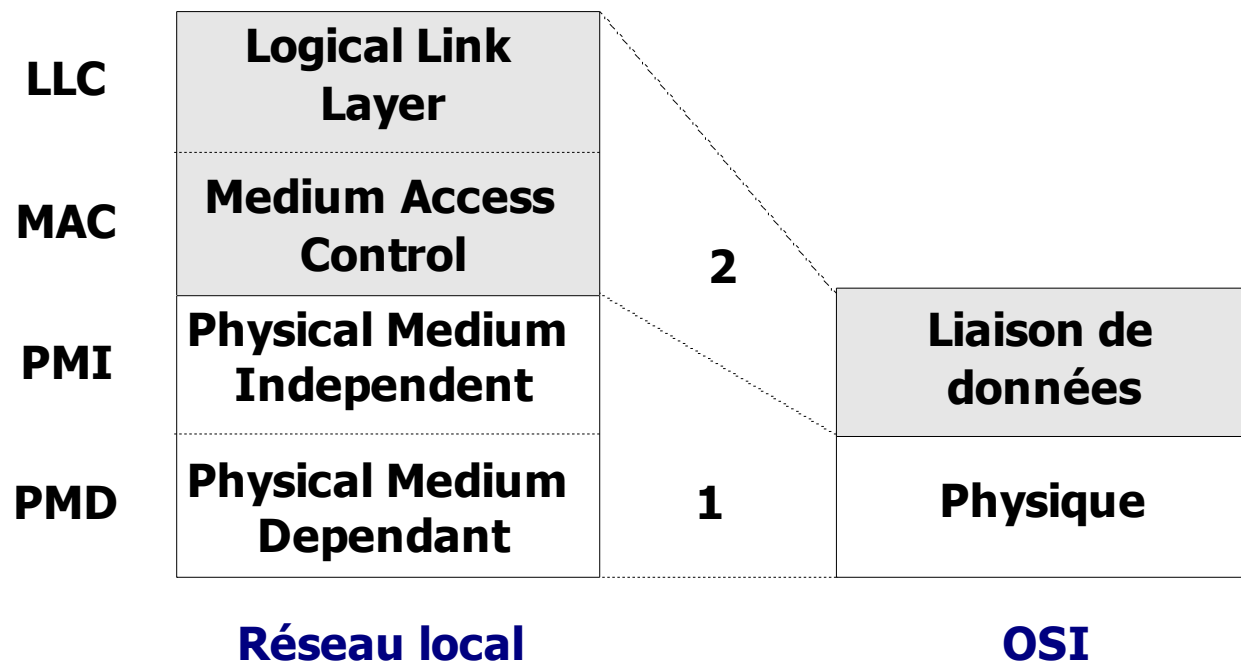 LLC
Logical Link
Layer
MAC
Medium Access
Control
2
PMI
Physical Medium
Independent
Liaison de
données
PMD
Physical Medium
Dependant
1
Physique
Réseau local
OSI